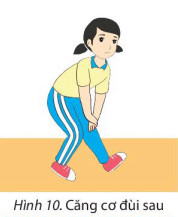 Hình 10. Căng cơ đùi sau